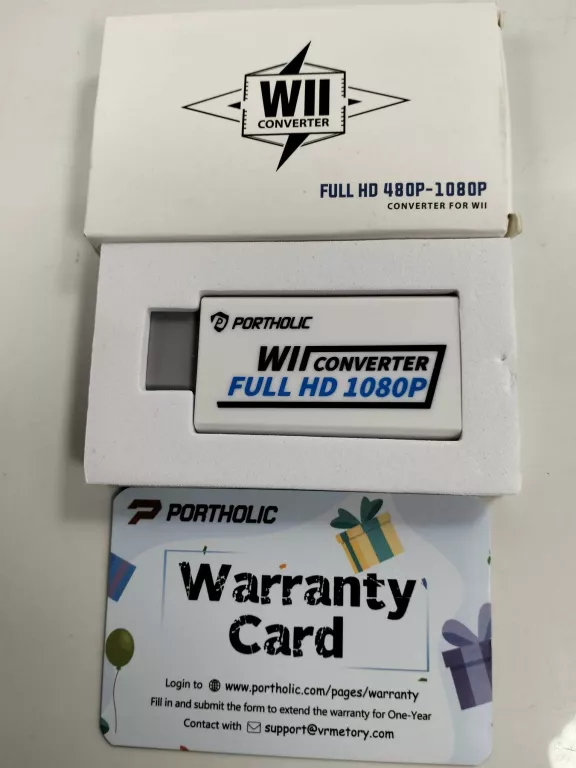 WII
CONVERTER
FULL HD 480P-1080P
CONVERTER FOR WII
PORTHOLIC
WII CONVERTER
FULL HD 1080P
PORTHOLIC
Warranty
Card
Login to www.portholic.com/pages/warranty
Fill in and submit the form to extend the warranty for One-Year
Contact with support@vrmetory.com